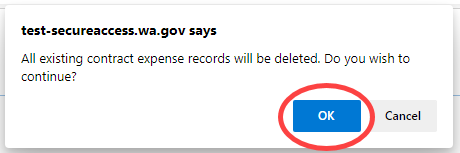 test-secureaccess.wa.gov says
All existing contract expense records will be deleted. Do you wish to
continue?
OK Cancel